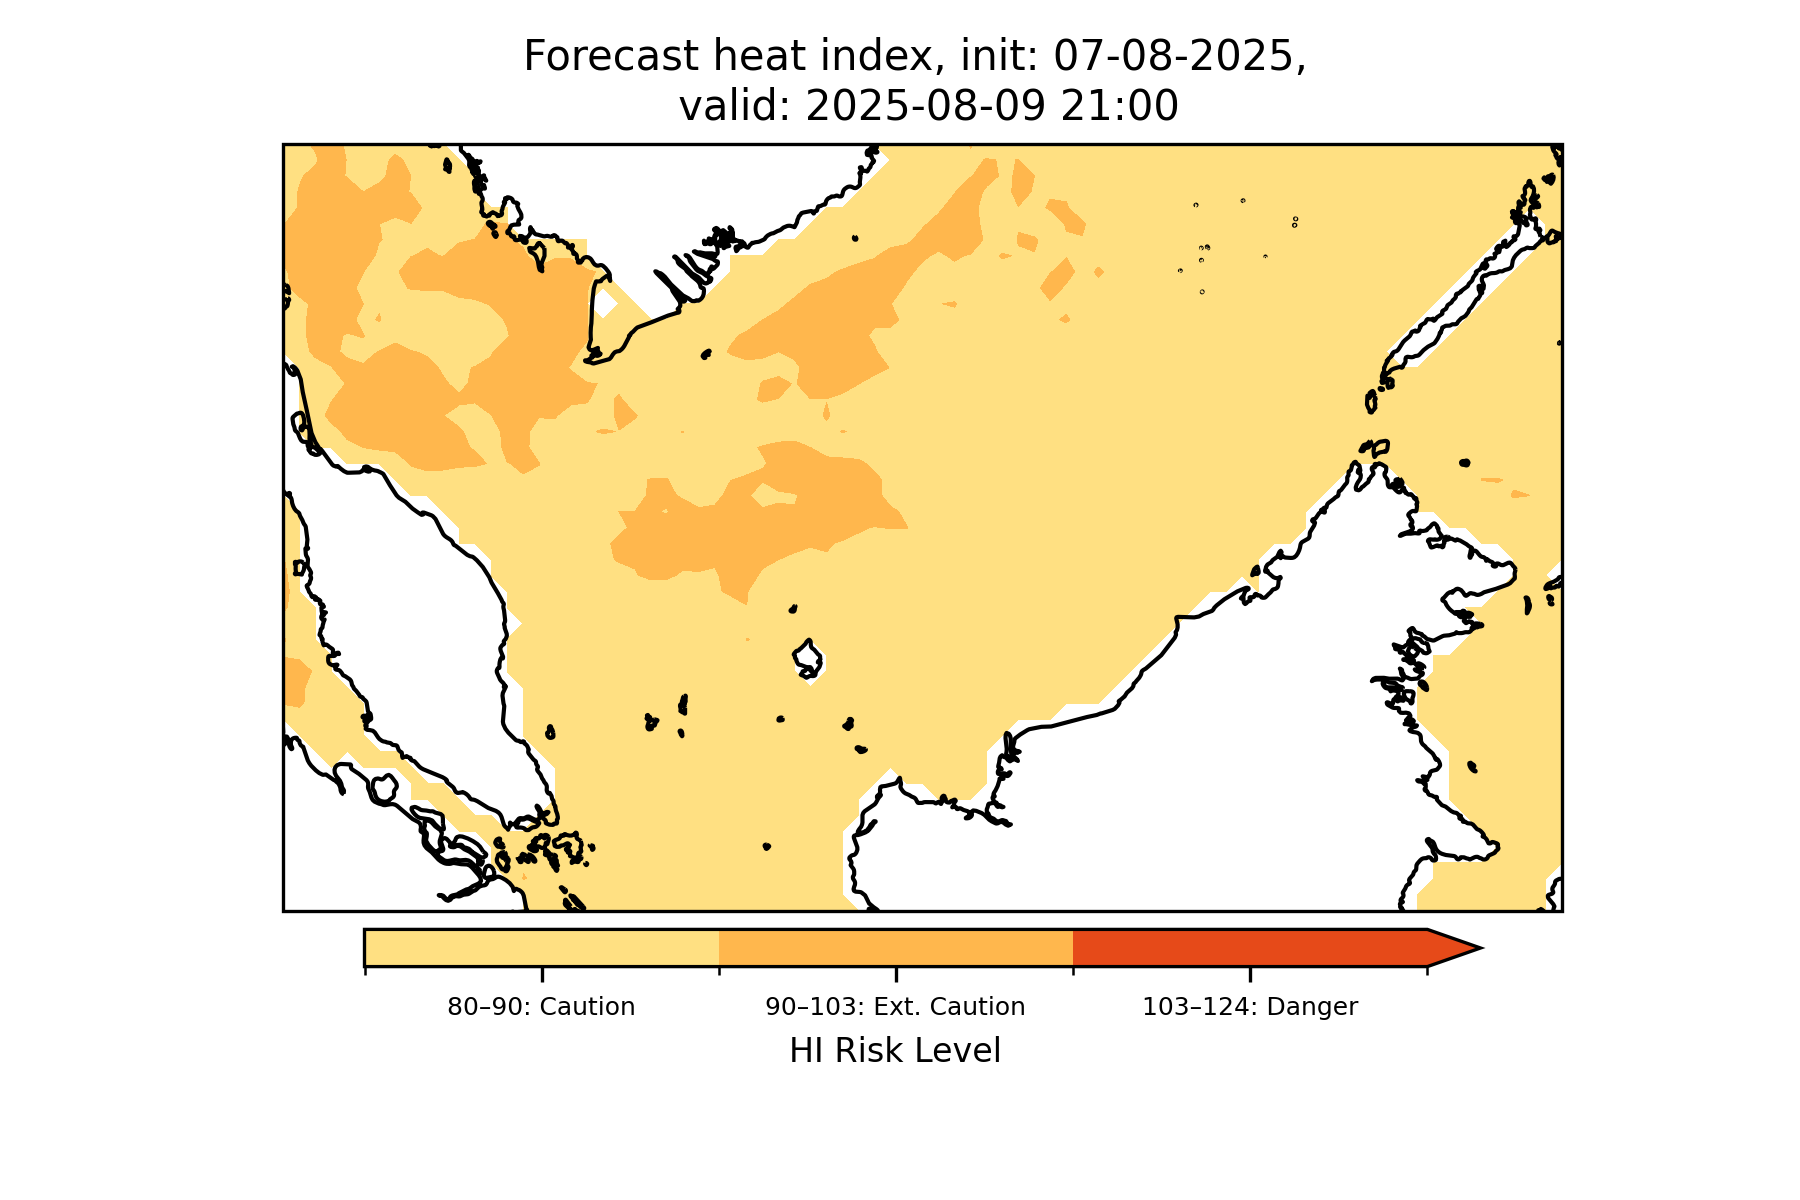 Forecast heat index, init: 07-08-2025,
valid: 2025-08-09 21:00
80–90: Caution
90–103: Ext. Caution
103–124: Danger
HI Risk Level